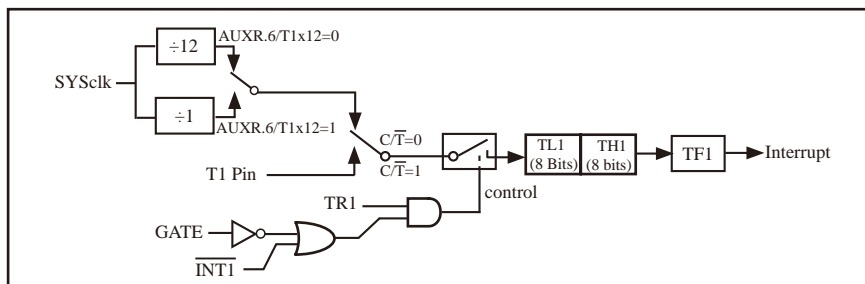 ÷12
AUXR.6/T1x12=0
SYSclk
÷1
AUXR.6/T1x12=1
C/T̅=0
C/T̅=1
T1 Pin
TL1
(8 Bits)
TH1
(8 bits)
TF1
Interrupt
control
TR1
GATE
I̅N̅T̅1̅